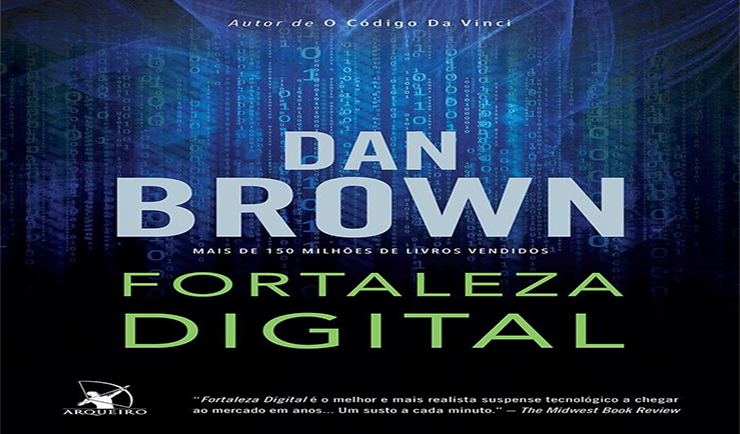 Autor de O Código Da Vinci
DAN
BROWN
MAIS DE 150 MILHÕES DE LIVROS VENDIDOS
FORTALEZA
DIGITAL
ARQUEIRO
"Fortaleza Digital é o melhor e mais realista suspense tecnológico a chegar
ao mercado em anos... Um susto a cada minuto." – The Midwest Book Review